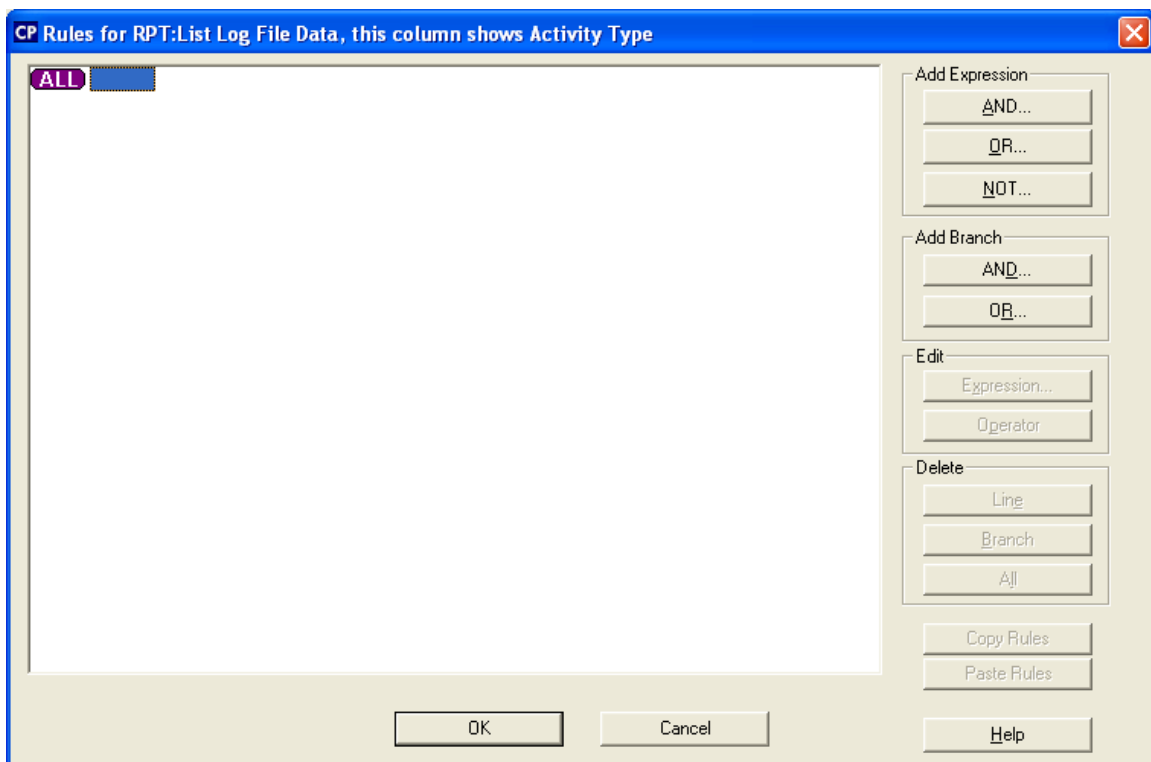 CP Rules for RPT:List Log File Data, this column shows Activity Type
ALL
Add Expression
AND...
OR...
NOT...
Add Branch
AND...
OR...
Edit
Expression...
Operator
Delete
Line
Branch
All
Copy Rules
Paste Rules
OK
Cancel
Help